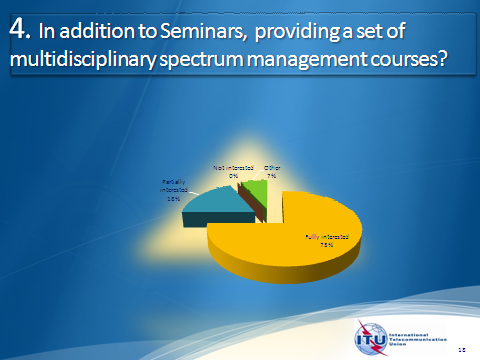 4. In addition to Seminars, providing a set of
multidisciplinary spectrum management courses?
Not interested
0%
Other
7%
Partially
interested
18%
Fully interested
75%
ITU
International
Telecommunication
Union